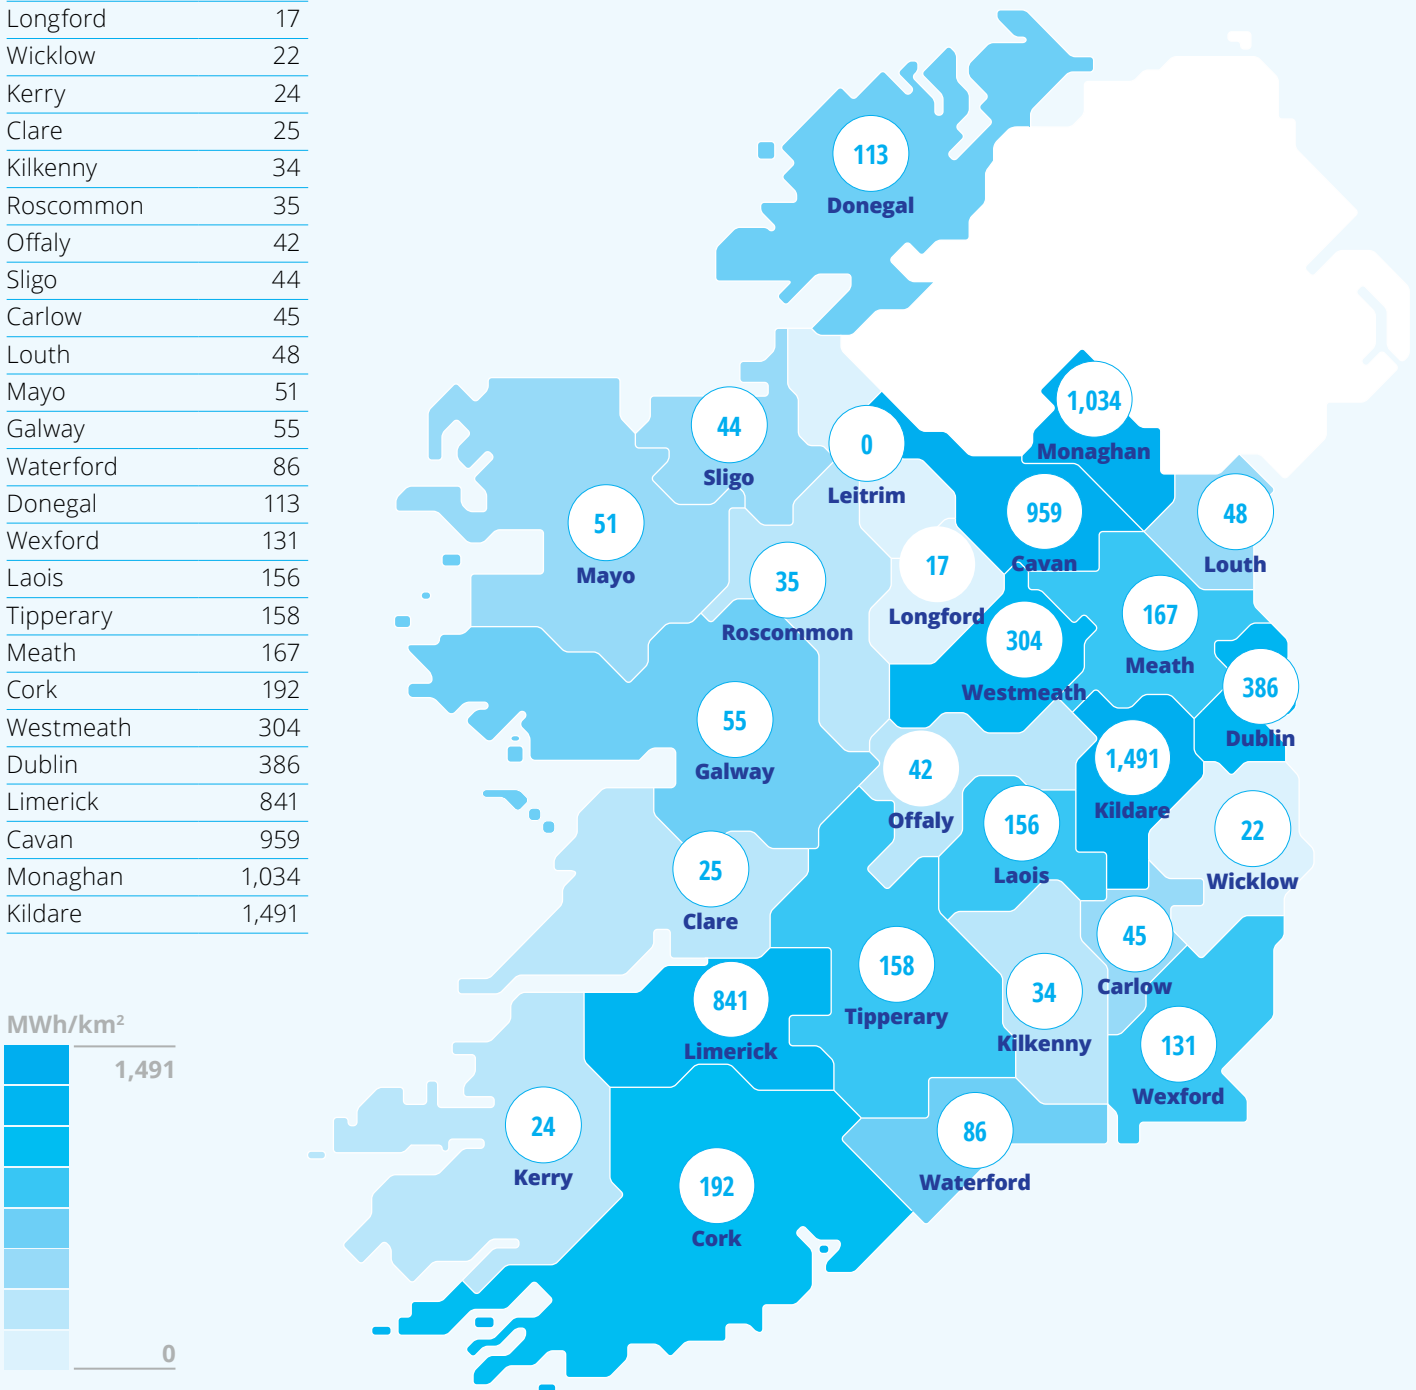 Longford 17
Wicklow 22
Kerry 24
Clare 25
Kilkenny 34
Roscommon 35
Offaly 42
Sligo 44
Carlow 45
Louth 48
Mayo 51
Galway 55
Waterford 86
Donegal 113
Wexford 131
Laois 156
Tipperary 158
Meath 167
Cork 192
Westmeath 304
Dublin 386
Limerick 841
Cavan 959
Monaghan 1,034
Kildare 1,491
MWh/km²
1,491
0
113
Donegal
1,034
Monaghan
44
Sligo
0
Leitrim
959
Cavan
48
Louth
51
Mayo
35
Roscommon
17
Longford
167
Meath
304
Westmeath
386
Dublin
55
Galway
42
Offaly
1,491
Kildare
156
Laois
22
Wicklow
25
Clare
45
Carlow
158
Tipperary
34
Kilkenny
841
Limerick
131
Wexford
24
Kerry
86
Waterford
192
Cork